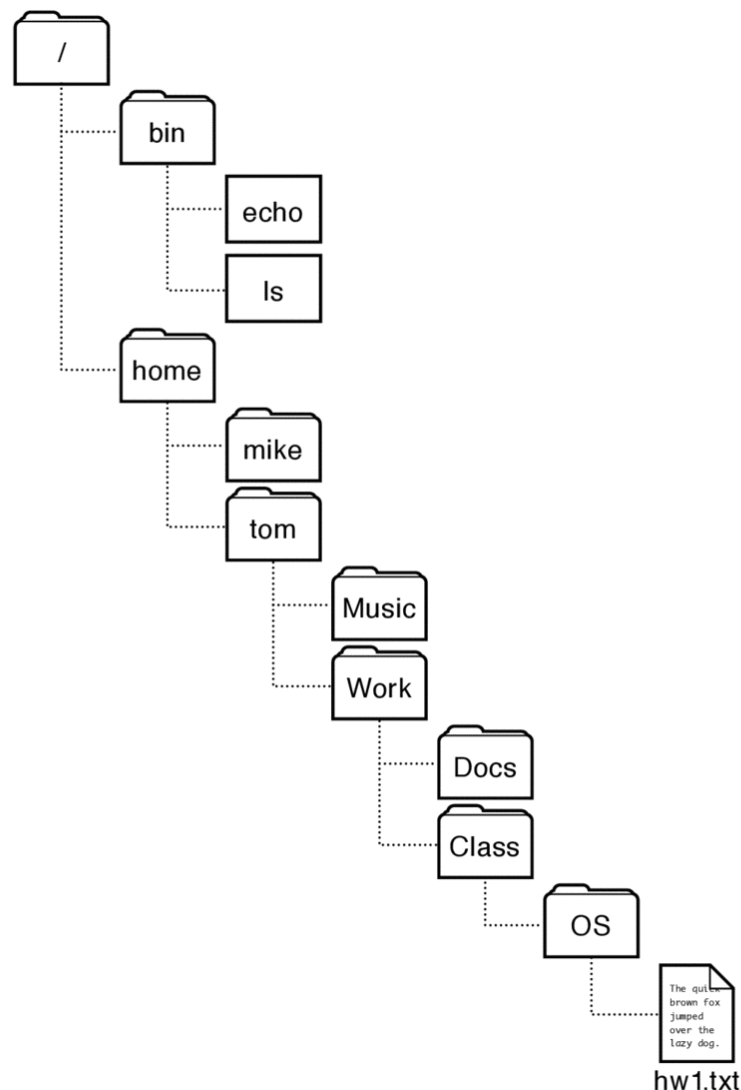 /
bin
echo
ls
home
mike
tom
Music
Work
Docs
Class
OS
The quick
brown fox
jumped
over the
lazy dog.
hw1.txt